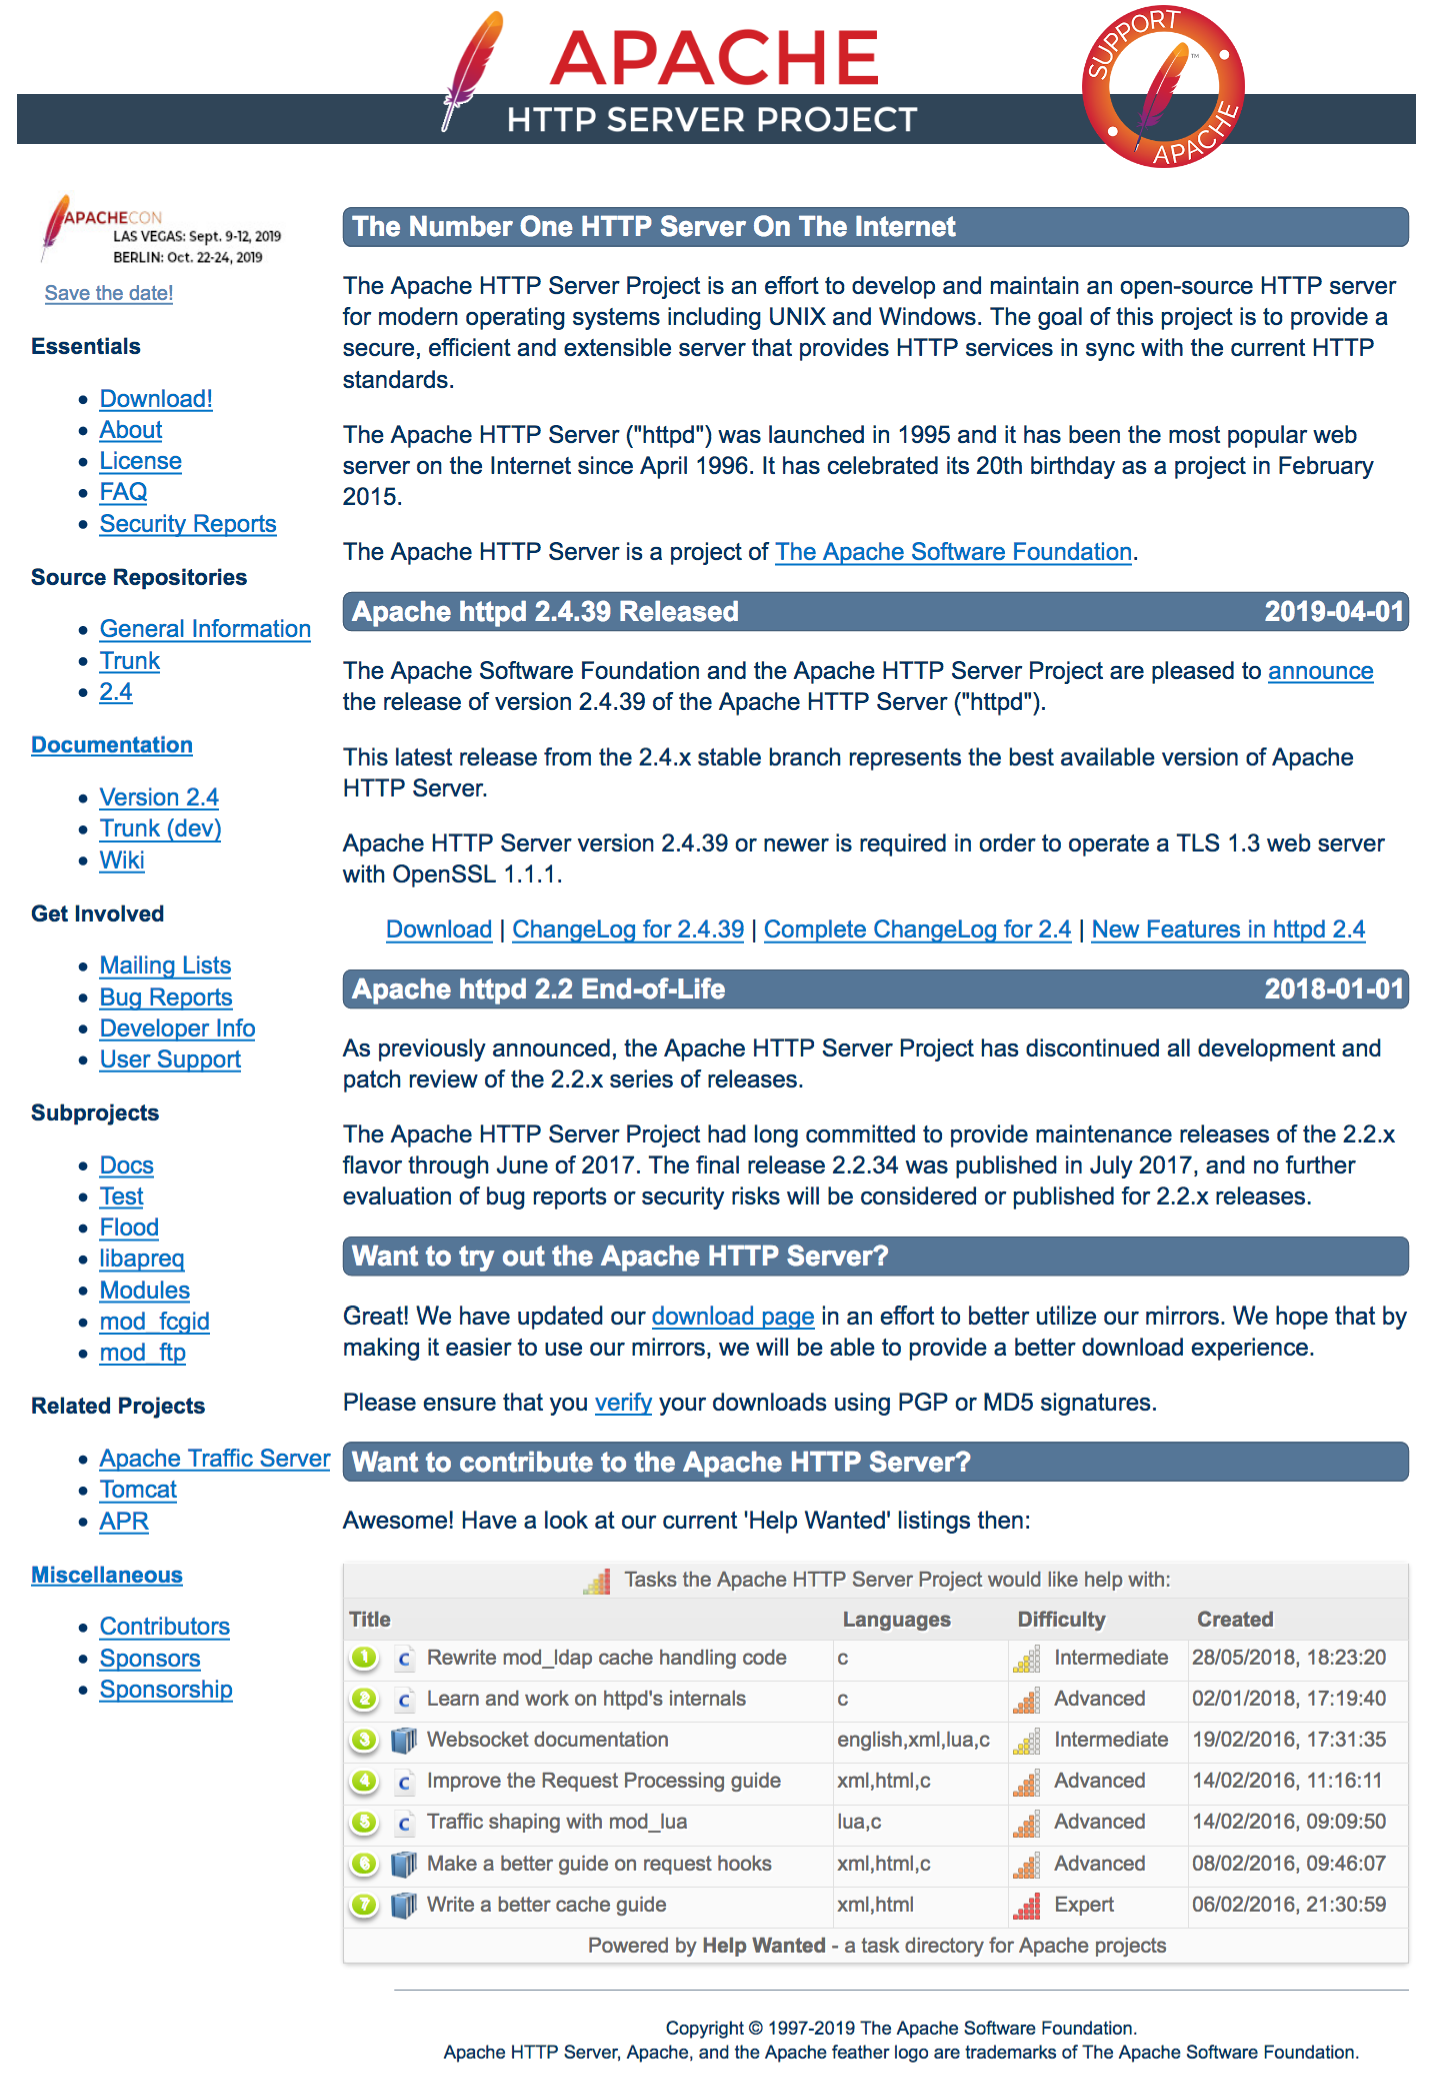 APACHE
HTTP SERVER PROJECT
SUPPORT
APACHE
™
APACHECON
LAS VEGAS: Sept. 9-12, 2019
BERLIN: Oct. 22-24, 2019
Save the date!
Essentials
Download!
About
License
FAQ
Security Reports
Source Repositories
General Information
Trunk
2.4
Documentation
Version 2.4
Trunk (dev)
Wiki
Get Involved
Mailing Lists
Bug Reports
Developer Info
User Support
Subprojects
Docs
Test
Flood
libapreq
Modules
mod_fcgid
mod_ftp
Related Projects
Apache Traffic Server
Tomcat
APR
Miscellaneous
Contributors
Sponsors
Sponsorship
The Number One HTTP Server On The Internet
The Apache HTTP Server Project is an effort to develop and maintain an open-source HTTP server
for modern operating systems including UNIX and Windows. The goal of this project is to provide a
secure, efficient and extensible server that provides HTTP services in sync with the current HTTP
standards.
The Apache HTTP Server ("httpd") was launched in 1995 and it has been the most popular web
server on the Internet since April 1996. It has celebrated its 20th birthday as a project in February
2015.
The Apache HTTP Server is a project of The Apache Software Foundation.
Apache httpd 2.4.39 Released 2019-04-01
The Apache Software Foundation and the Apache HTTP Server Project are pleased to announce
the release of version 2.4.39 of the Apache HTTP Server ("httpd").
This latest release from the 2.4.x stable branch represents the best available version of Apache
HTTP Server.
Apache HTTP Server version 2.4.39 or newer is required in order to operate a TLS 1.3 web server
with OpenSSL 1.1.1.
Download | ChangeLog for 2.4.39 | Complete ChangeLog for 2.4 | New Features in httpd 2.4
Apache httpd 2.2 End-of-Life 2018-01-01
As previously announced, the Apache HTTP Server Project has discontinued all development and
patch review of the 2.2.x series of releases.
The Apache HTTP Server Project had long committed to provide maintenance releases of the 2.2.x
flavor through June of 2017. The final release 2.2.34 was published in July 2017, and no further
evaluation of bug reports or security risks will be considered or published for 2.2.x releases.
Want to try out the Apache HTTP Server?
Great! We have updated our download page in an effort to better utilize our mirrors. We hope that by
making it easier to use our mirrors, we will be able to provide a better download experience.
Please ensure that you verify your downloads using PGP or MD5 signatures.
Want to contribute to the Apache HTTP Server?
Awesome! Have a look at our current 'Help Wanted' listings then:
Tasks the Apache HTTP Server Project would like help with:
Title Languages Difficulty Created
1 c Rewrite mod_ldap cache handling code c Intermediate 28/05/2018, 18:23:20
2 c Learn and work on httpd's internals c Advanced 02/01/2018, 17:19:40
3 Websocket documentation english,xml,lua,c Intermediate 19/02/2016, 17:31:35
4 c Improve the Request Processing guide xml,html,c Advanced 14/02/2016, 11:16:11
5 c Traffic shaping with mod_lua lua,c Advanced 14/02/2016, 09:09:50
6 Make a better guide on request hooks xml,html,c Advanced 08/02/2016, 09:46:07
7 Write a better cache guide xml,html Expert 06/02/2016, 21:30:59
Powered by Help Wanted - a task directory for Apache projects
Copyright © 1997-2019 The Apache Software Foundation.
Apache HTTP Server, Apache, and the Apache feather logo are trademarks of The Apache Software Foundation.